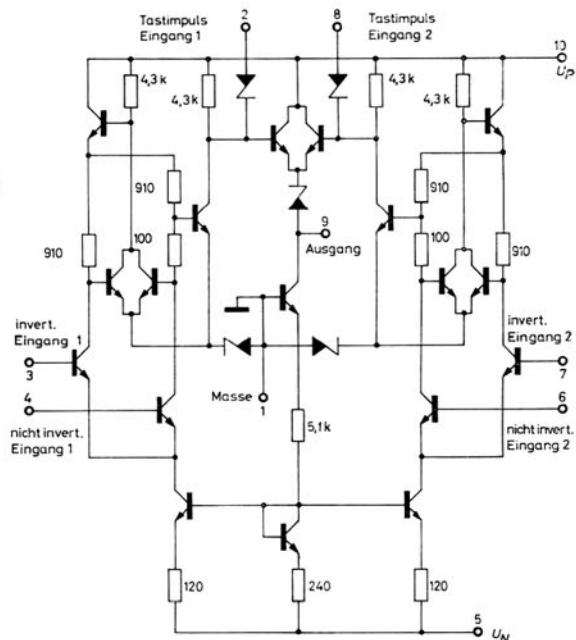 Tastimpuls
Eingang 1
2
8
Tastimpuls
Eingang 2
10
U_P
4,3k
4,3k
4,3k
4,3k
910
910
100
100
910
910
9
Ausgang
invert.
Eingang 1
3
4
nicht invert.
Eingang 1
Masse
1
5,1k
invert.
Eingang 2
7
6
nicht invert.
Eingang 2
120
240
120
5
U_N